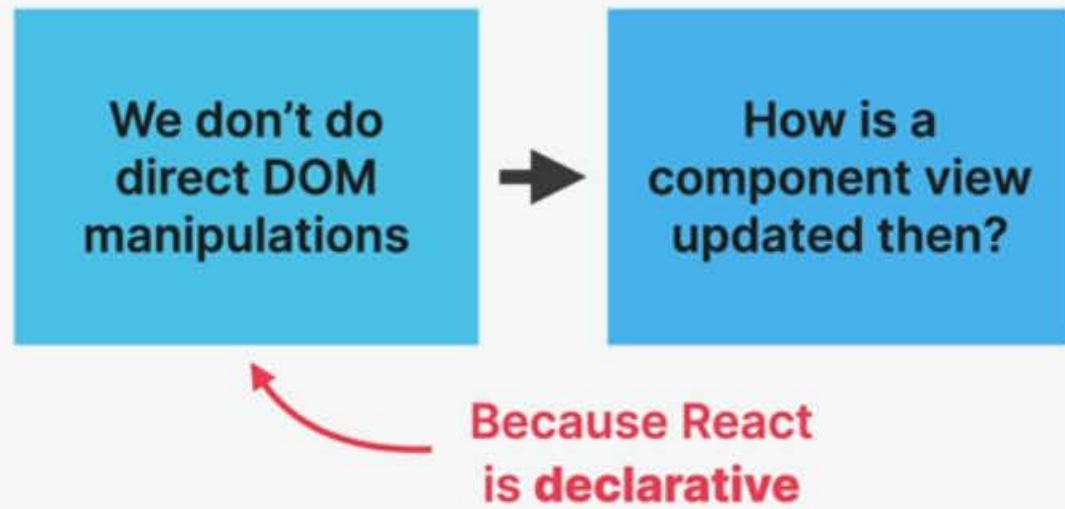 We don’t do
direct DOM
manipulations
How is a
component view
updated then?
Because React
is declarative